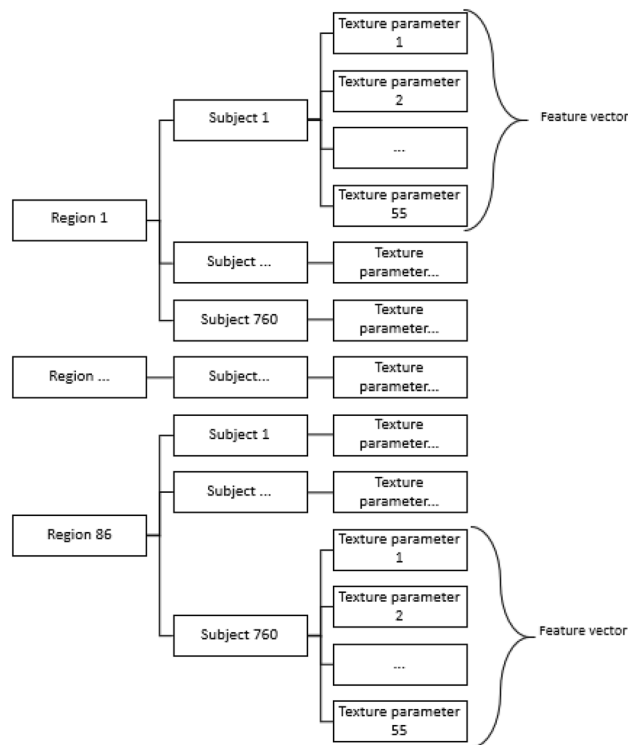 Texture parameter
1
Texture parameter
2
Subject 1
Feature vector
...
Texture parameter
55
Region 1
Subject ...
Texture
parameter...
Subject 760
Texture
parameter...
Region ...
Subject...
Texture
parameter...
Subject 1
Texture
parameter...
Subject ...
Texture
parameter...
Region 86
Texture parameter
1
Texture parameter
2
Subject 760
Feature vector
...
Texture parameter
55